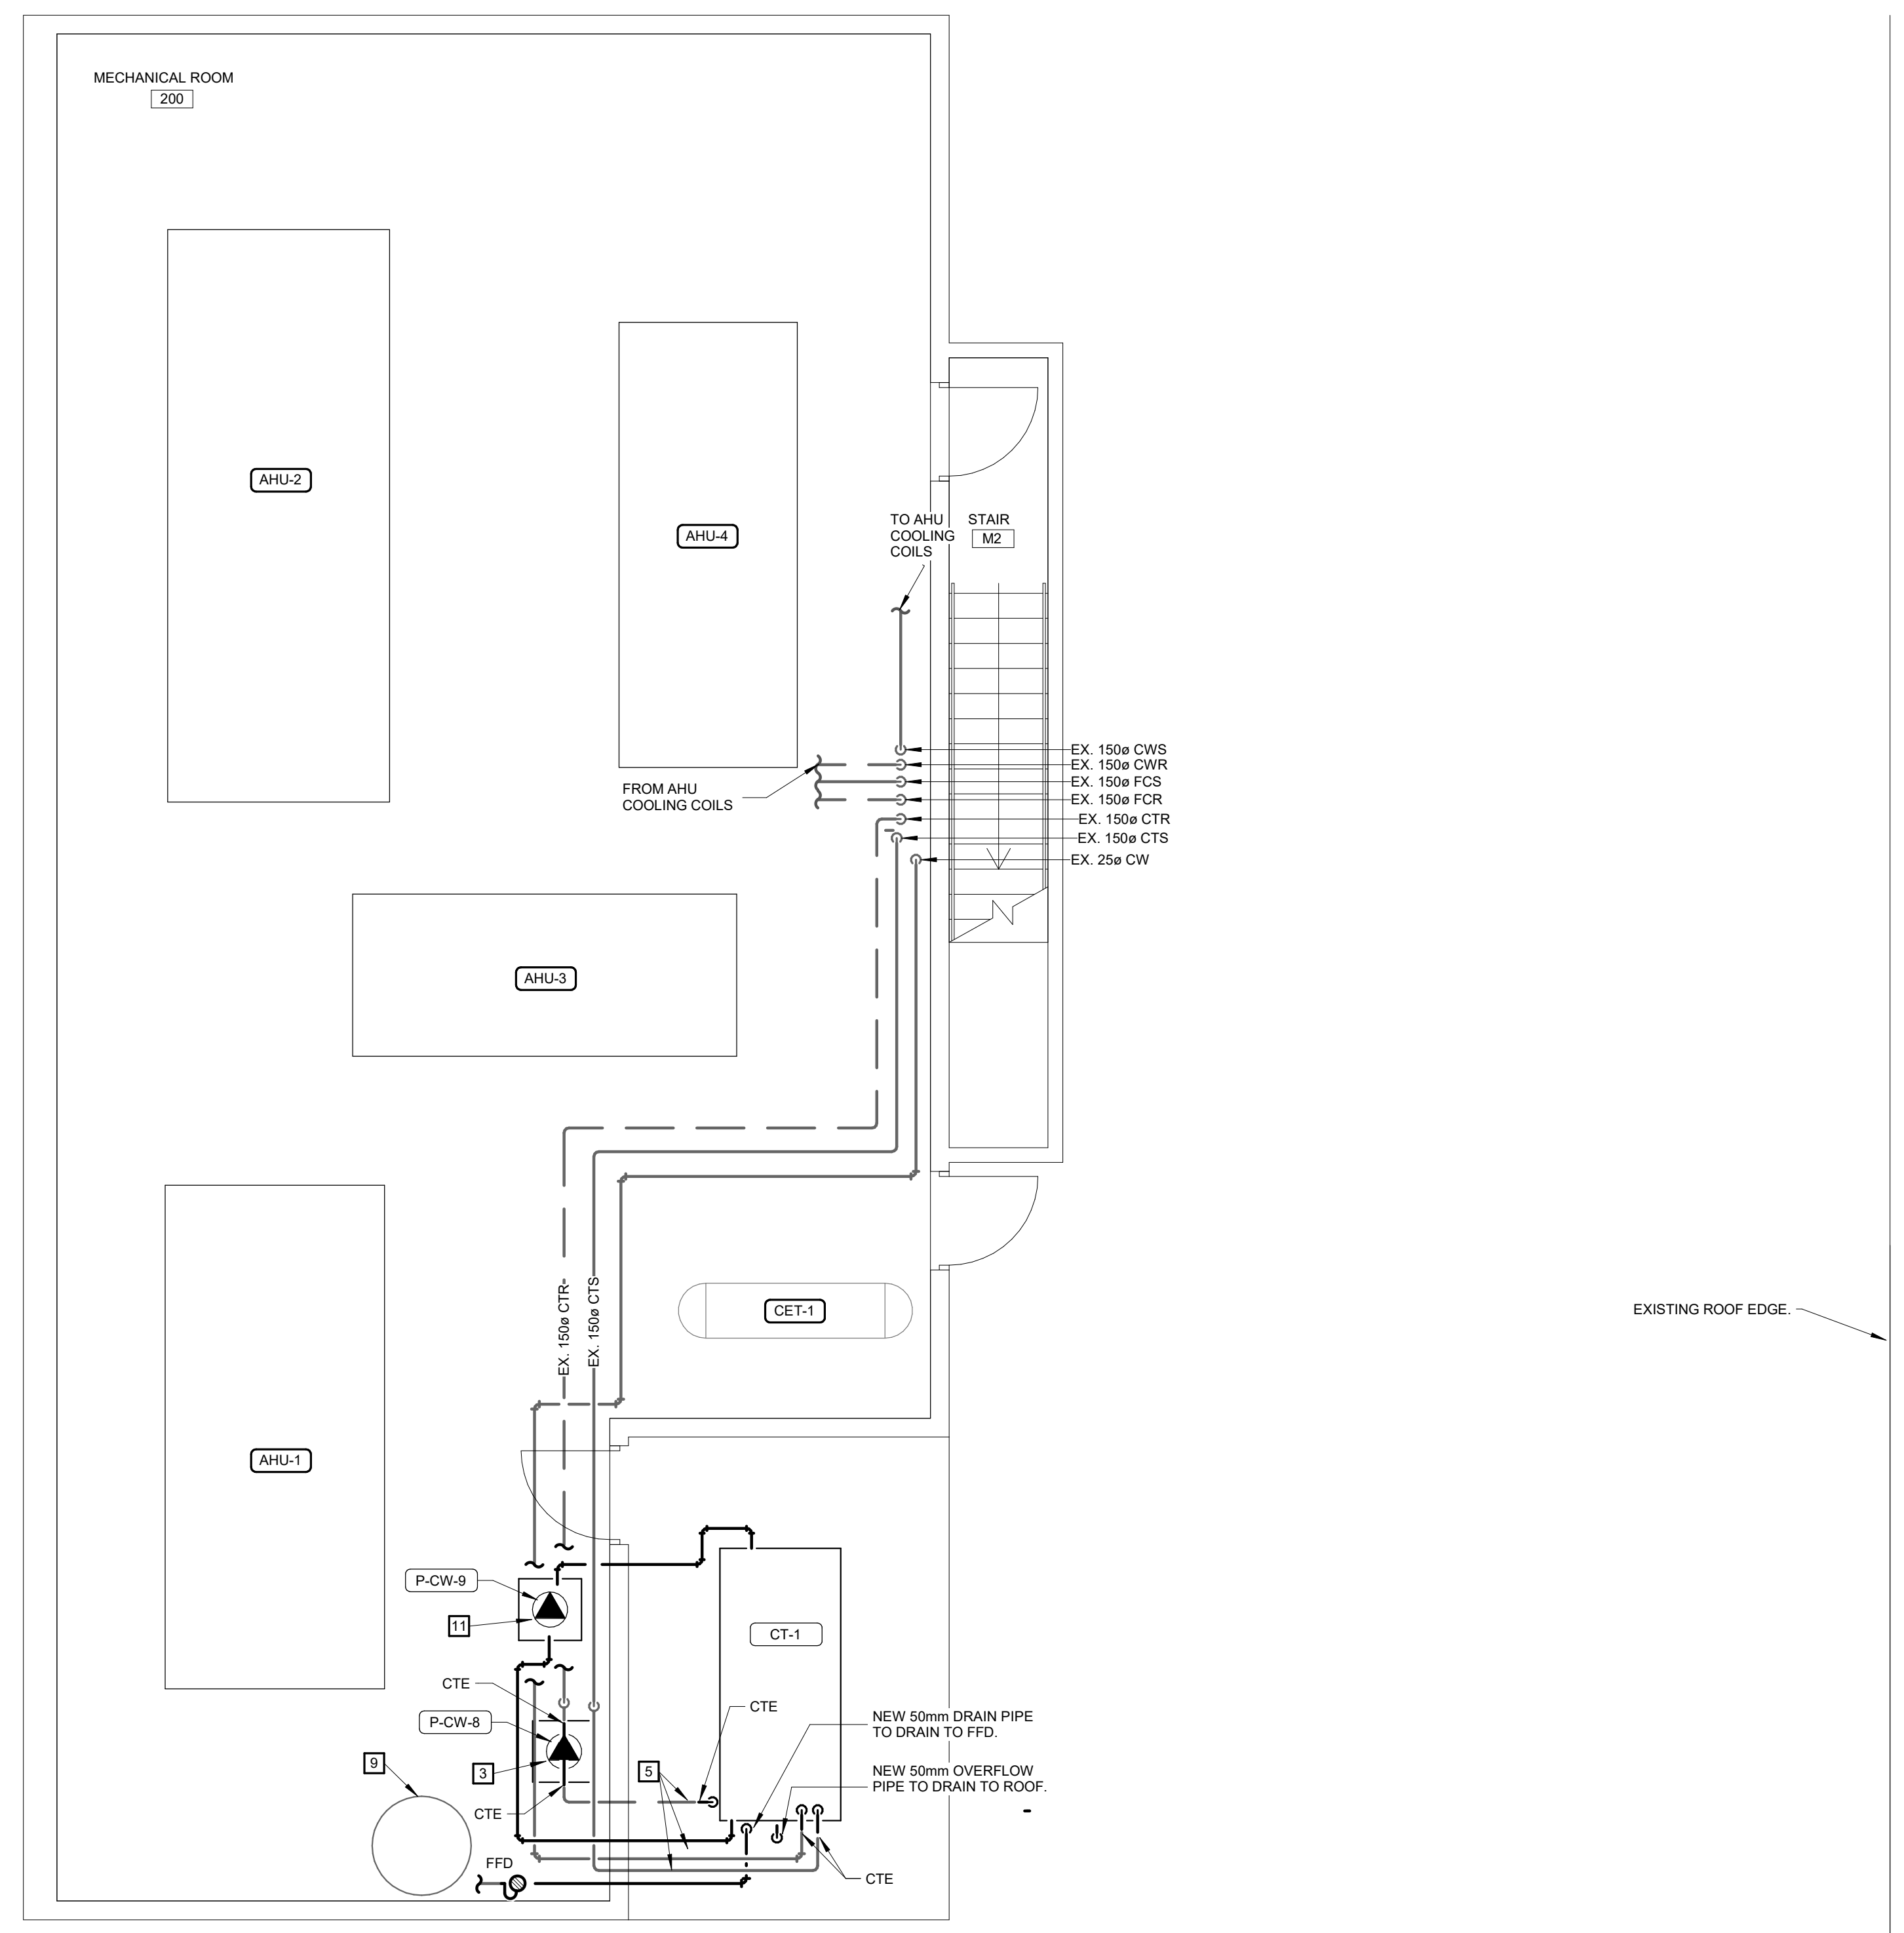 MECHANICAL ROOM
200
AHU-2
AHU-4
TO AHU
COOLING
COILS
STAIR
M2
EX. 150ø CWS
EX. 150ø CWR
EX. 150ø FCS
EX. 150ø FCR
EX. 150ø CTR
EX. 150ø CTS
EX. 25ø CW
FROM AHU
COOLING COILS
AHU-3
EX. 150ø CTR
EX. 150ø CTS
CET-1
EXISTING ROOF EDGE.
AHU-1
P-CW-9
11
CT-1
CTE
P-CW-8
3
9
CTE
5
CTE
NEW 50mm DRAIN PIPE
TO DRAIN TO FFD.
NEW 50mm OVERFLOW
PIPE TO DRAIN TO ROOF.
FFD
CTE